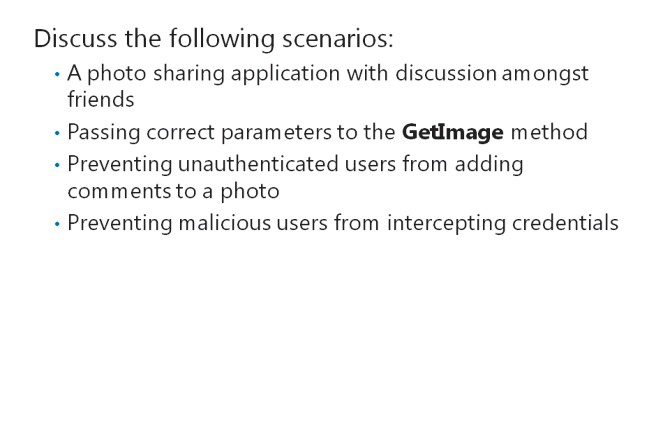 Discuss the following scenarios:
• A photo sharing application with discussion amongst
friends
• Passing correct parameters to the GetImage method
• Preventing unauthenticated users from adding
comments to a photo
• Preventing malicious users from intercepting credentials